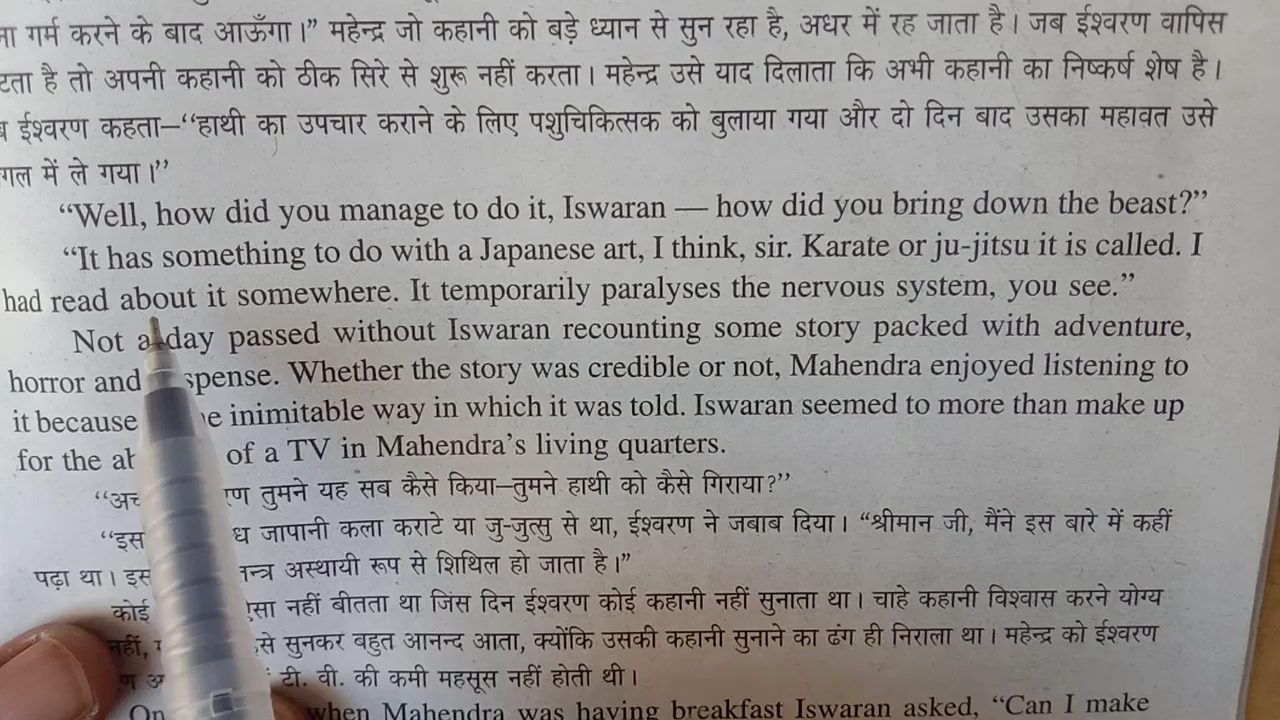 गर्म करने के बाद आऊँगा।” महेन्द्र जो कहानी को बड़े ध्यान से सुन रहा है, अधर में रह जाता है। जब ईश्वरण वापिस
है तो अपनी कहानी को ठीक सिरे से शुरू नहीं करता। महेन्द्र उसे याद दिलाता कि अभी कहानी का निष्कर्ष शेष है।
ईश्वरण कहता—“हाथी का उपचार कराने के लिए पशुचिकित्सक को बुलाया गया और दो दिन बाद उसका महावत उसे
में ले गया।”
“Well, how did you manage to do it, Iswaran — how did you bring down the beast?”
“It has something to do with a Japanese art, I think, sir. Karate or ju-jitsu it is called. I
had read about it somewhere. It temporarily paralyses the nervous system, you see.”
Not a day passed without Iswaran recounting some story packed with adventure,
horror and spense. Whether the story was credible or not, Mahendra enjoyed listening to
it because inimitable way in which it was told. Iswaran seemed to more than make up
for the of a TV in Mahendra’s living quarters.
तुमने यह सब कैसे किया—तुमने हाथी को कैसे गिराया?”
“इस जापानी कला कराटे या जु-जुत्सु से था, ईश्वरण ने जबाब दिया। “श्रीमान जी, मैंने इस बारे में कहीं
पढ़ा था। अस्थायी रूप से शिथिल हो जाता है।”
कोई नहीं बीतता था जिस दिन ईश्वरण कोई कहानी नहीं सुनाता था। चाहे कहानी विश्वास करने योग्य
नहीं, से सुनकर बहुत आनन्द आता, क्योंकि उसकी कहानी सुनाने का ढंग ही निराला था। महेन्द्र को ईश्वरण
टी. वी. की कमी महसूस नहीं होती थी।
when Mahendra was having breakfast Iswaran asked, “Can I make